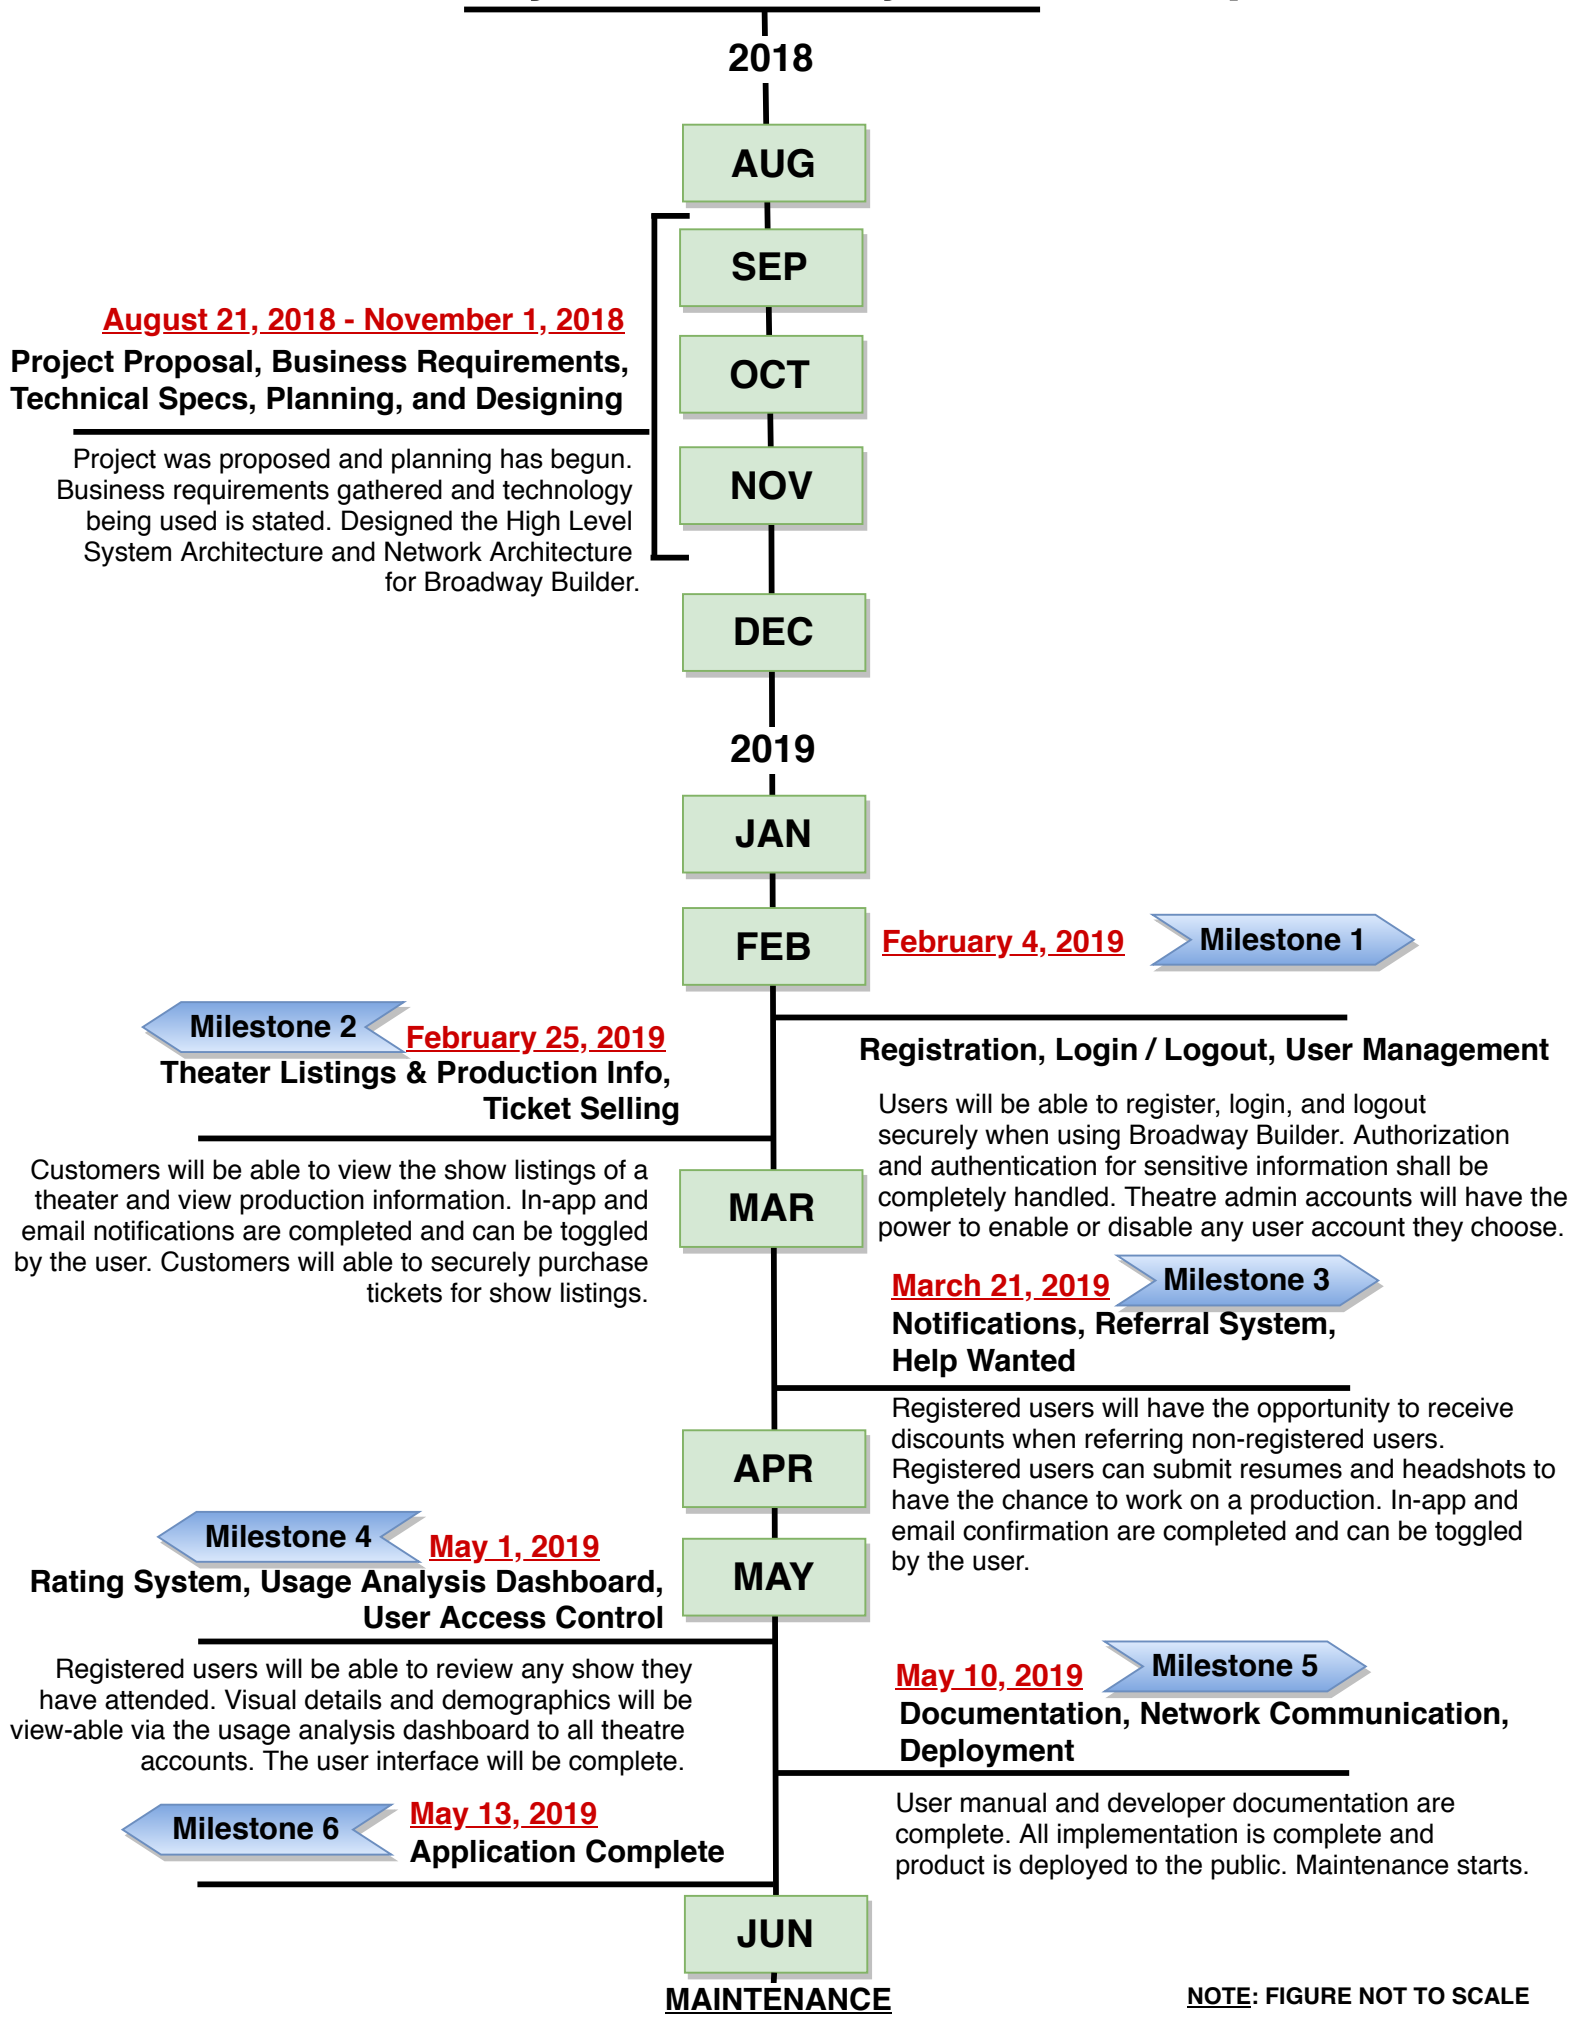 2018
AUG
SEP
August 21, 2018 - November 1, 2018
Project Proposal, Business Requirements,
Technical Specs, Planning, and Designing
OCT
Project was proposed and planning has begun.
Business requirements gathered and technology
being used is stated. Designed the High Level
System Architecture and Network Architecture
for Broadway Builder.
NOV
DEC
2019
JAN
FEB
February 4, 2019
Milestone 1
Registration, Login / Logout, User Management
Users will be able to register, login, and logout
securely when using Broadway Builder. Authorization
and authentication for sensitive information shall be
completely handled. Theatre admin accounts will have the
power to enable or disable any user account they choose.
Milestone 2
February 25, 2019
Theater Listings & Production Info,
Ticket Selling
Customers will be able to view the show listings of a
theater and view production information. In-app and
email notifications are completed and can be toggled
by the user. Customers will able to securely purchase
tickets for show listings.
MAR
March 21, 2019
Milestone 3
Notifications, Referral System,
Help Wanted
Registered users will have the opportunity to receive
discounts when referring non-registered users.
Registered users can submit resumes and headshots to
have the chance to work on a production. In-app and
email confirmation are completed and can be toggled
by the user.
APR
Milestone 4
May 1, 2019
Rating System, Usage Analysis Dashboard,
User Access Control
MAY
Registered users will be able to review any show they
have attended. Visual details and demographics will be
view-able via the usage analysis dashboard to all theatre
accounts. The user interface will be complete.
May 10, 2019
Milestone 5
Documentation, Network Communication,
Deployment
User manual and developer documentation are
complete. All implementation is complete and
product is deployed to the public. Maintenance starts.
Milestone 6
May 13, 2019
Application Complete
JUN
MAINTENANCE
NOTE: FIGURE NOT TO SCALE